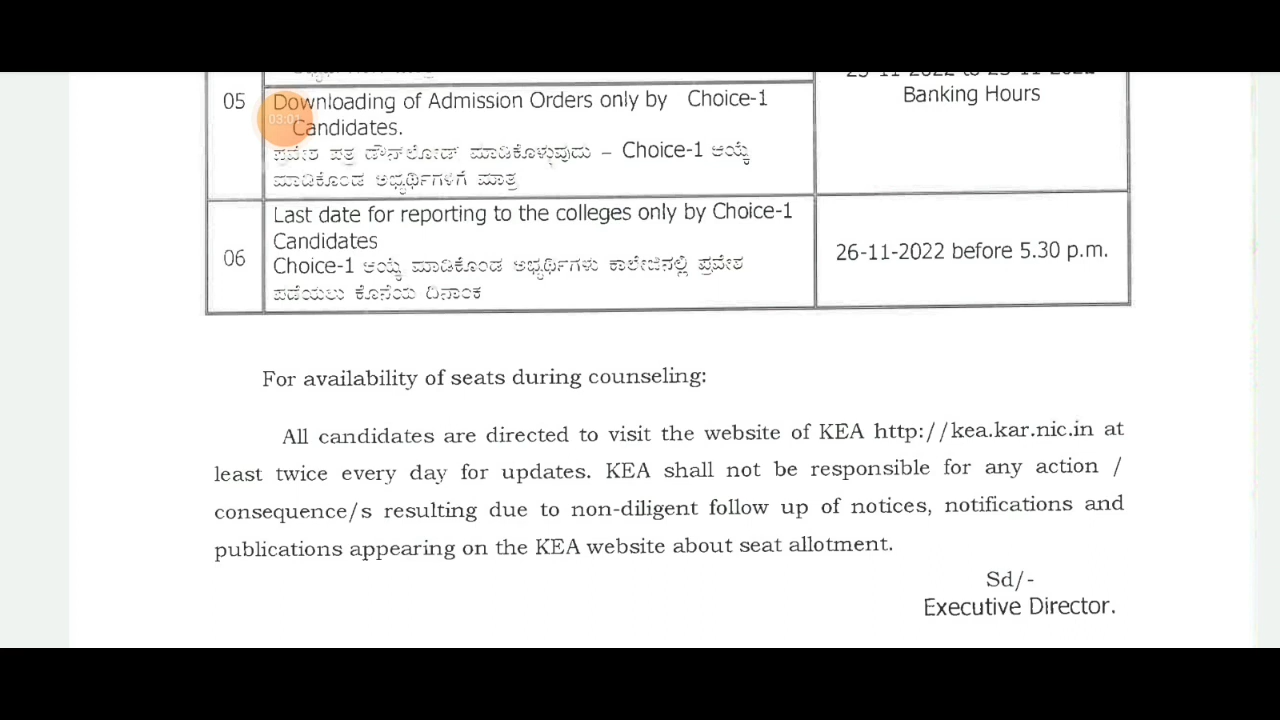 05
Downloading of Admission Orders only by Choice-1
Candidates.
ಪ್ರವೇಶ ಪತ್ರ ಡೌನ್‌ಲೋಡ್ ಮಾಡಿಕೊಳ್ಳುವುದು – Choice-1 ಆಯ್ಕೆ
ಮಾಡಿಕೊಂಡ ಅಭ್ಯರ್ಥಿಗಳಿಗೆ ಮಾತ್ರ
Banking Hours
03:01
06
Last date for reporting to the colleges only by Choice-1
Candidates
Choice-1 ಆಯ್ಕೆ ಮಾಡಿಕೊಂಡ ಅಭ್ಯರ್ಥಿಗಳು ಕಾಲೇಜಿನಲ್ಲಿ ಪ್ರವೇಶ
ಪಡೆಯಲು ಕೊನೆಯ ದಿನಾಂಕ
26-11-2022 before 5.30 p.m.
For availability of seats during counseling:
All candidates are directed to visit the website of KEA http://kea.kar.nic.in at
least twice every day for updates. KEA shall not be responsible for any action /
consequence/s resulting due to non-diligent follow up of notices, notifications and
publications appearing on the KEA website about seat allotment.
Sd/-
Executive Director.